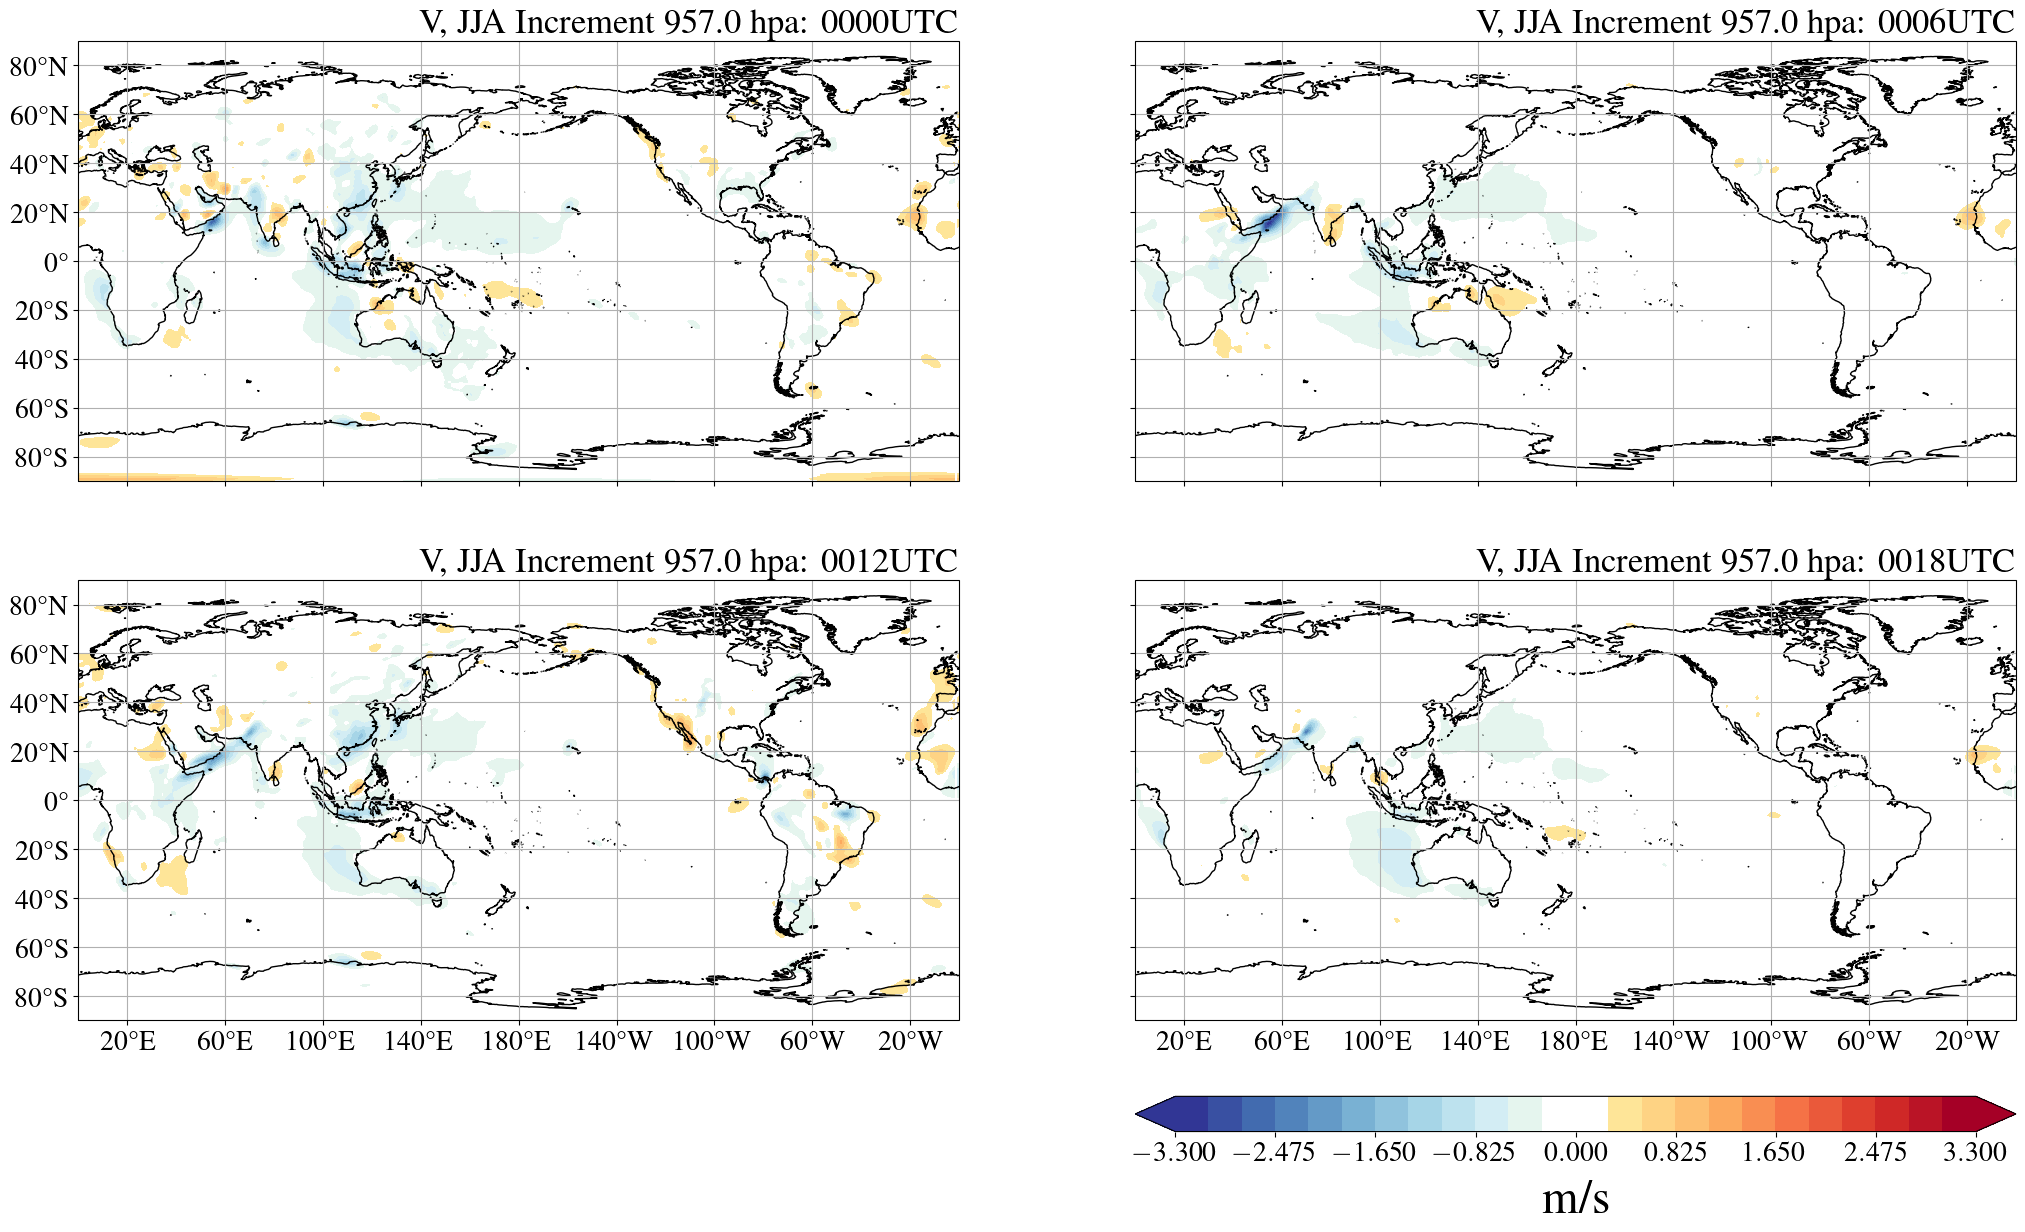 V, JJA Increment 957.0 hpa: 0000UTC
V, JJA Increment 957.0 hpa: 0006UTC
80°N
60°N
40°N
20°N
0°
20°S
40°S
60°S
80°S
V, JJA Increment 957.0 hpa: 0012UTC
V, JJA Increment 957.0 hpa: 0018UTC
80°N
60°N
40°N
20°N
0°
20°S
40°S
60°S
80°S
20°E 60°E 100°E 140°E 180°E 140°W 100°W 60°W 20°W
20°E 60°E 100°E 140°E 180°E 140°W 100°W 60°W 20°W
−3.300 −2.475 −1.650 −0.825 0.000 0.825 1.650 2.475 3.300
m/s